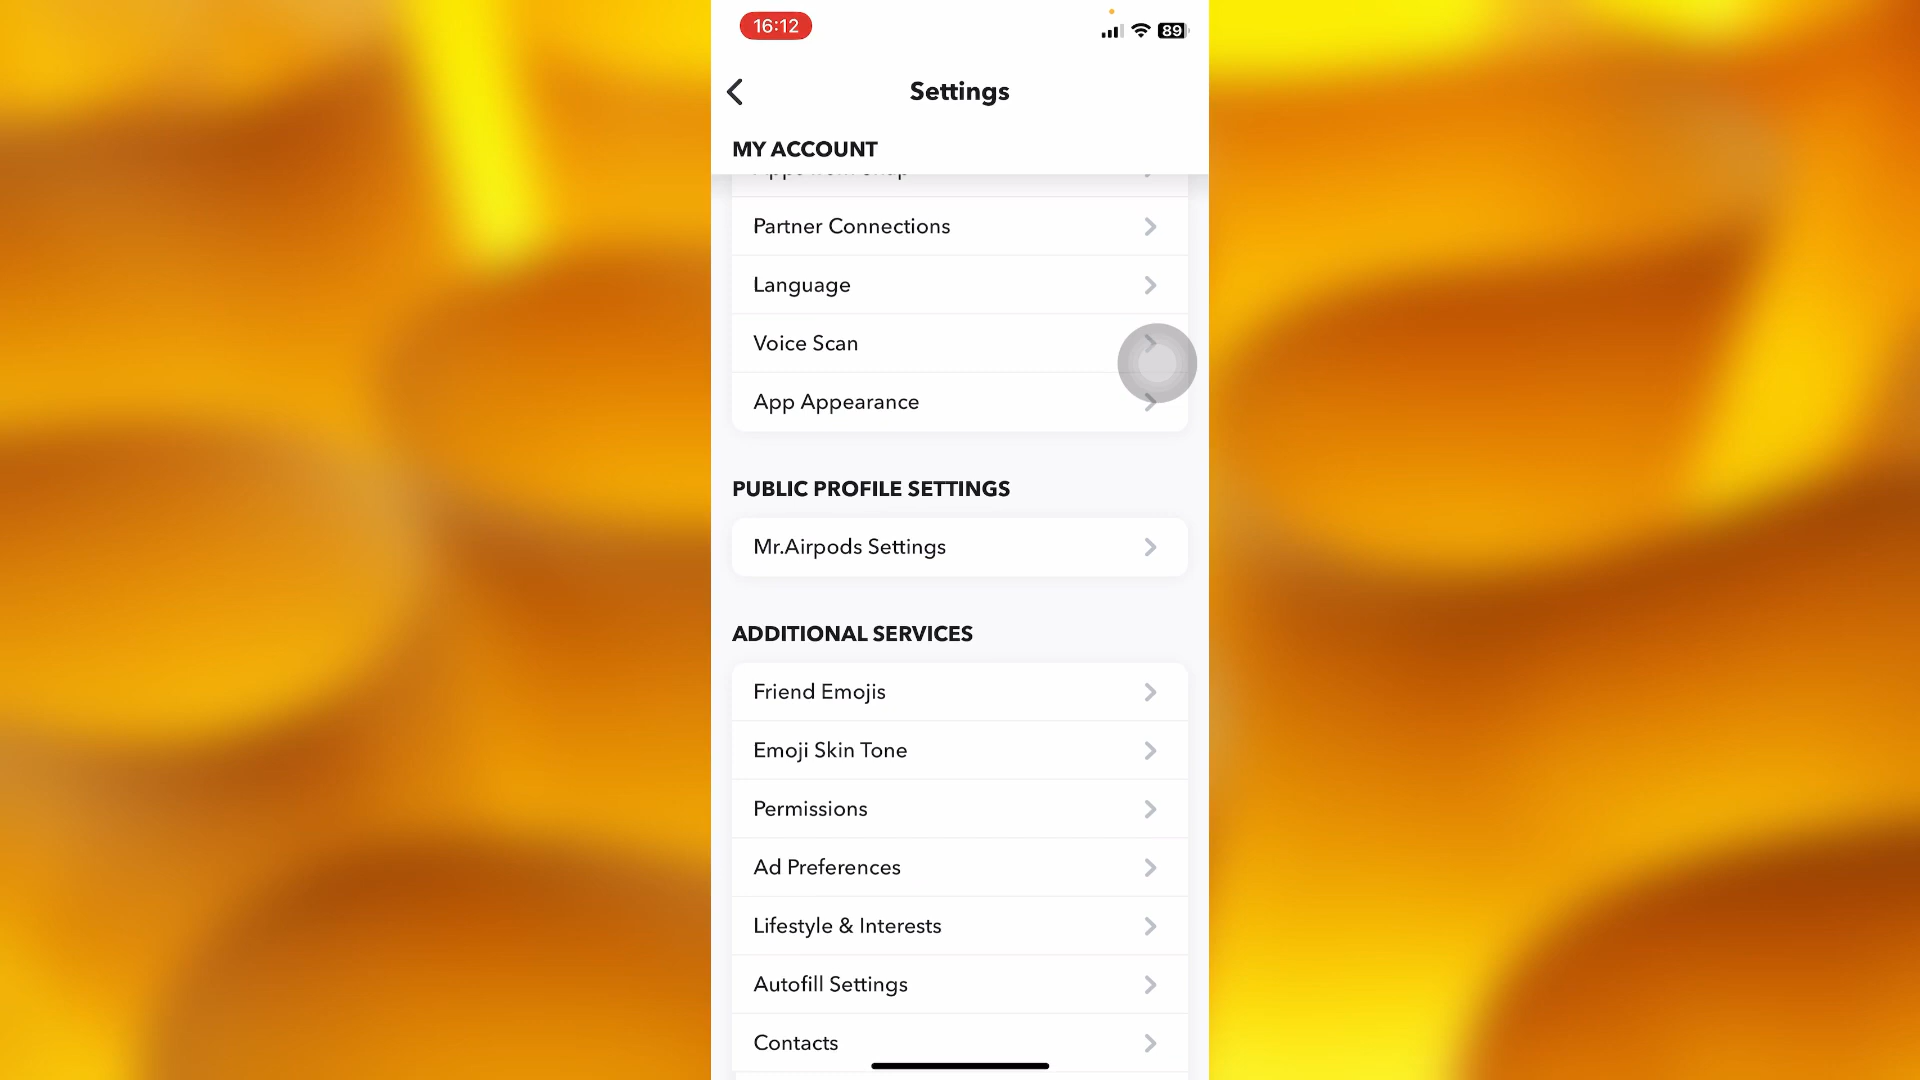 16:12
89
Settings
MY ACCOUNT
Partner Connections
Language
Voice Scan
App Appearance
PUBLIC PROFILE SETTINGS
Mr.Airpods Settings
ADDITIONAL SERVICES
Friend Emojis
Emoji Skin Tone
Permissions
Ad Preferences
Lifestyle & Interests
Autofill Settings
Contacts